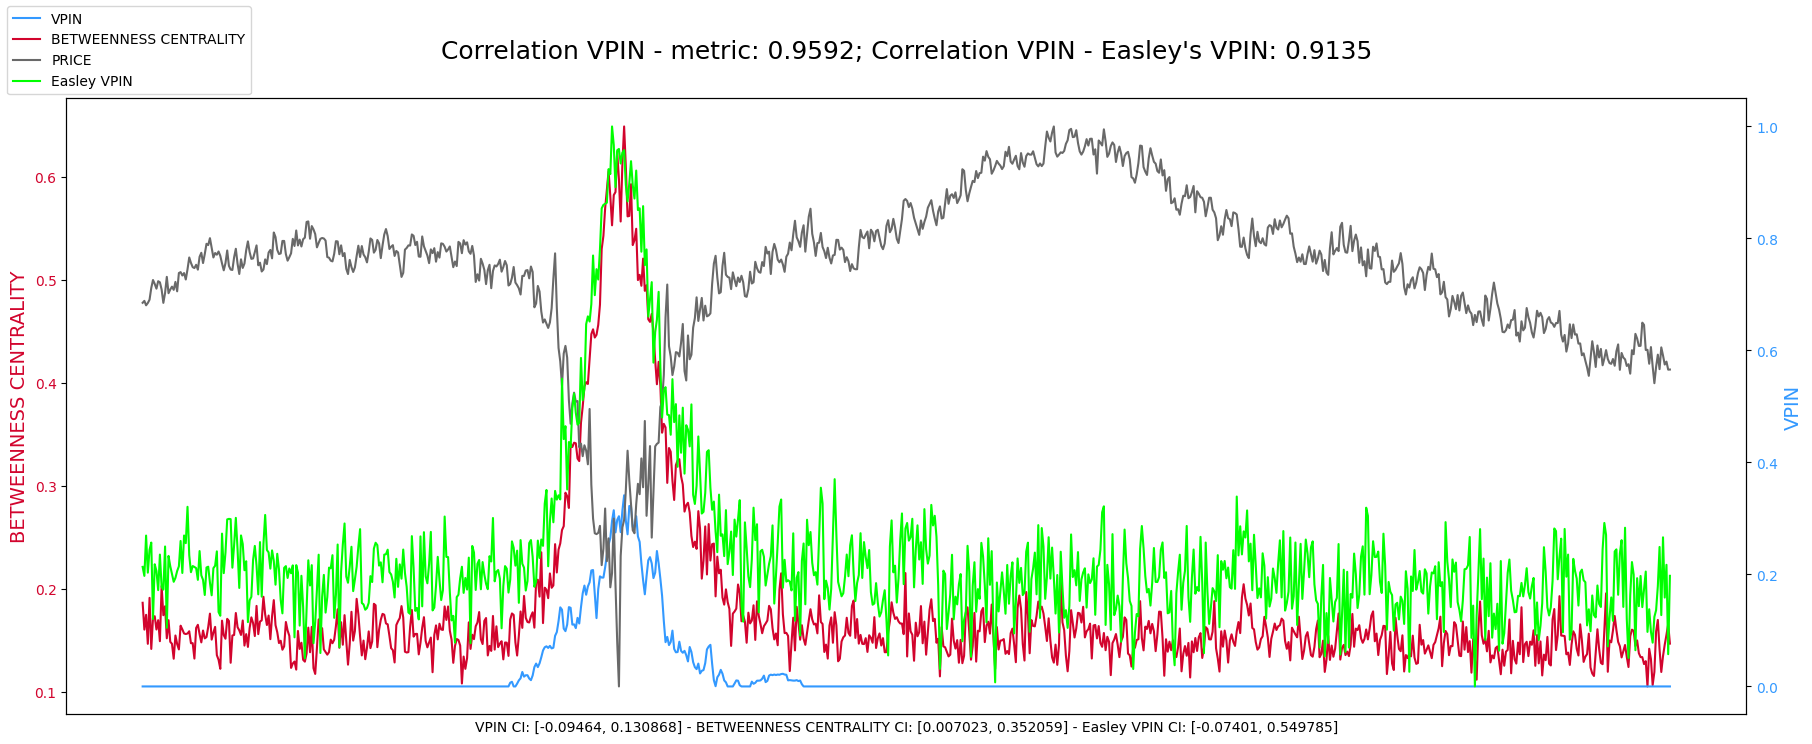 VPIN
BETWEENNESS CENTRALITY
PRICE
Easley VPIN
Correlation VPIN - metric: 0.9592; Correlation VPIN - Easley's VPIN: 0.9135
BETWEENNESS CENTRALITY
0.6
0.5
0.4
0.3
0.2
0.1
1.0
0.8
0.6
0.4
0.2
0.0
VPIN
VPIN CI: [-0.09464, 0.130868] - BETWEENNESS CENTRALITY CI: [0.007023, 0.352059] - Easley VPIN CI: [-0.07401, 0.549785]